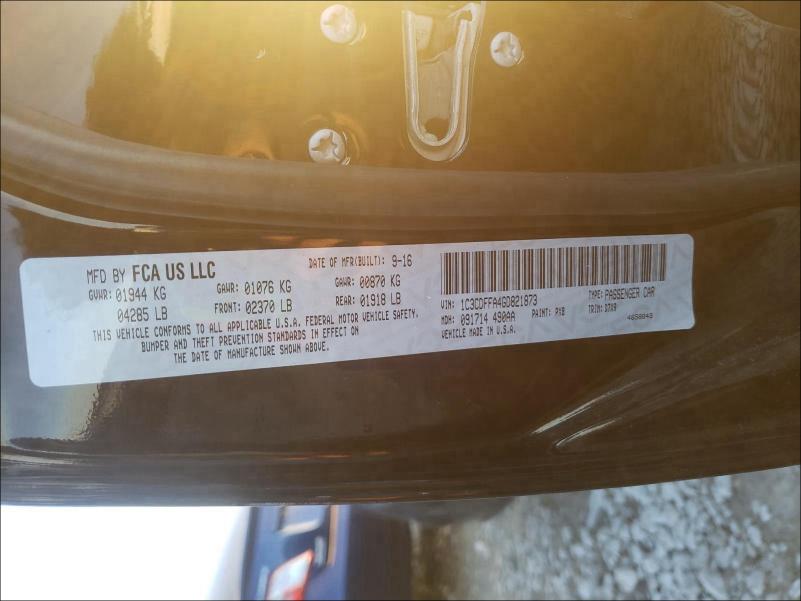 MFD BY FCA US LLC DATE OF MFR(BUILT): 9-16
GVWR: 01944 KG GAWR: 01076 KG GAWR: 00870 KG
04285 LB FRONT: 02370 LB REAR: 01918 LB
THIS VEHICLE CONFORMS TO ALL APPLICABLE U.S.A. FEDERAL MOTOR VEHICLE SAFETY,
BUMPER AND THEFT PREVENTION STANDARDS IN EFFECT ON
THE DATE OF MANUFACTURE SHOWN ABOVE.
VIN: 1C3CDFFA4GD821873 TYPE: PASSENGER CAR
MDH: 091714 490AA PAINT: PXB TRIM: D7X9
VEHICLE MADE IN U.S.A.